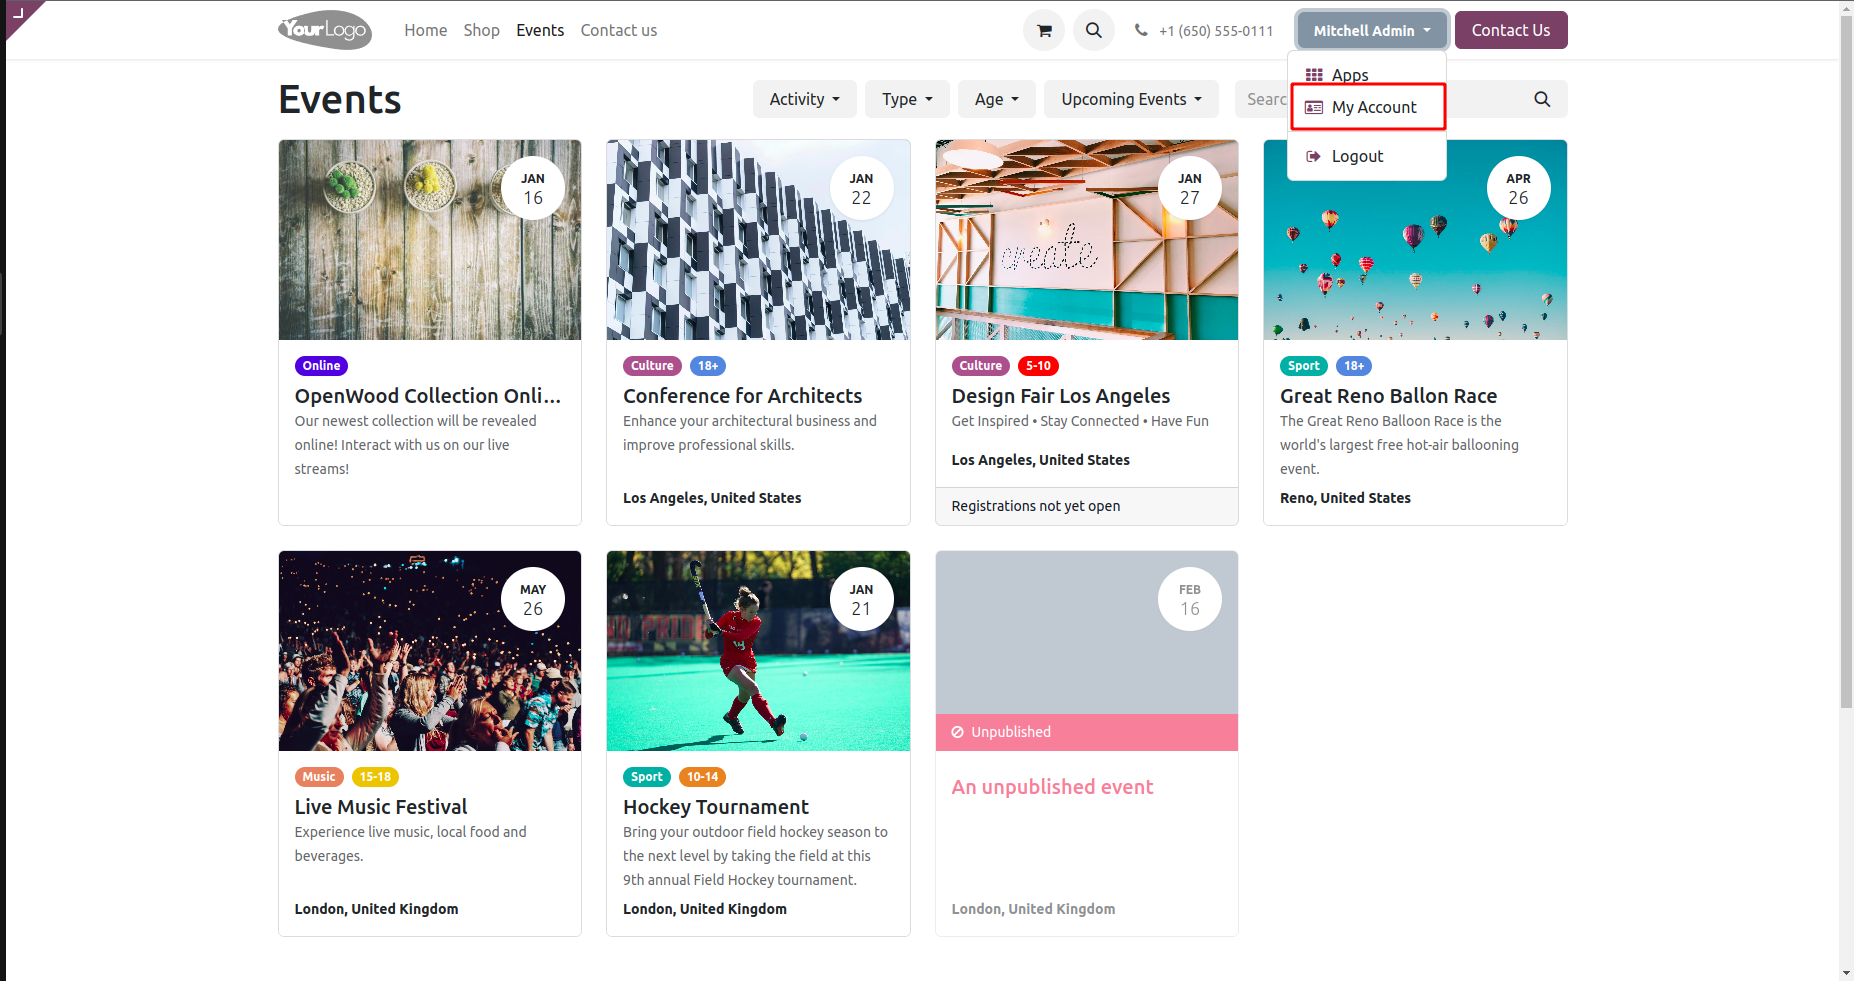 YourLogo
Home Shop Events Contact us
+1 (650) 555-0111
Mitchell Admin
Contact Us
Apps
My Account
Logout
Events
Activity
Type
Age
Upcoming Events
JAN
16
Online
OpenWood Collection Onli...
Our newest collection will be revealed
online! Interact with us on our live
streams!
JAN
22
Culture 18+
Conference for Architects
Enhance your architectural business and
improve professional skills.
Los Angeles, United States
JAN
27
create
Culture 5-10
Design Fair Los Angeles
Get Inspired • Stay Connected • Have Fun
Los Angeles, United States
Registrations not yet open
APR
26
Sport 18+
Great Reno Ballon Race
The Great Reno Balloon Race is the
world's largest free hot-air ballooning
event.
Reno, United States
MAY
26
Music 15-18
Live Music Festival
Experience live music, local food and
beverages.
London, United Kingdom
JAN
21
Sport 10-14
Hockey Tournament
Bring your outdoor field hockey season to
the next level by taking the field at this
9th annual Field Hockey tournament.
London, United Kingdom
FEB
16
Unpublished
An unpublished event
London, United Kingdom